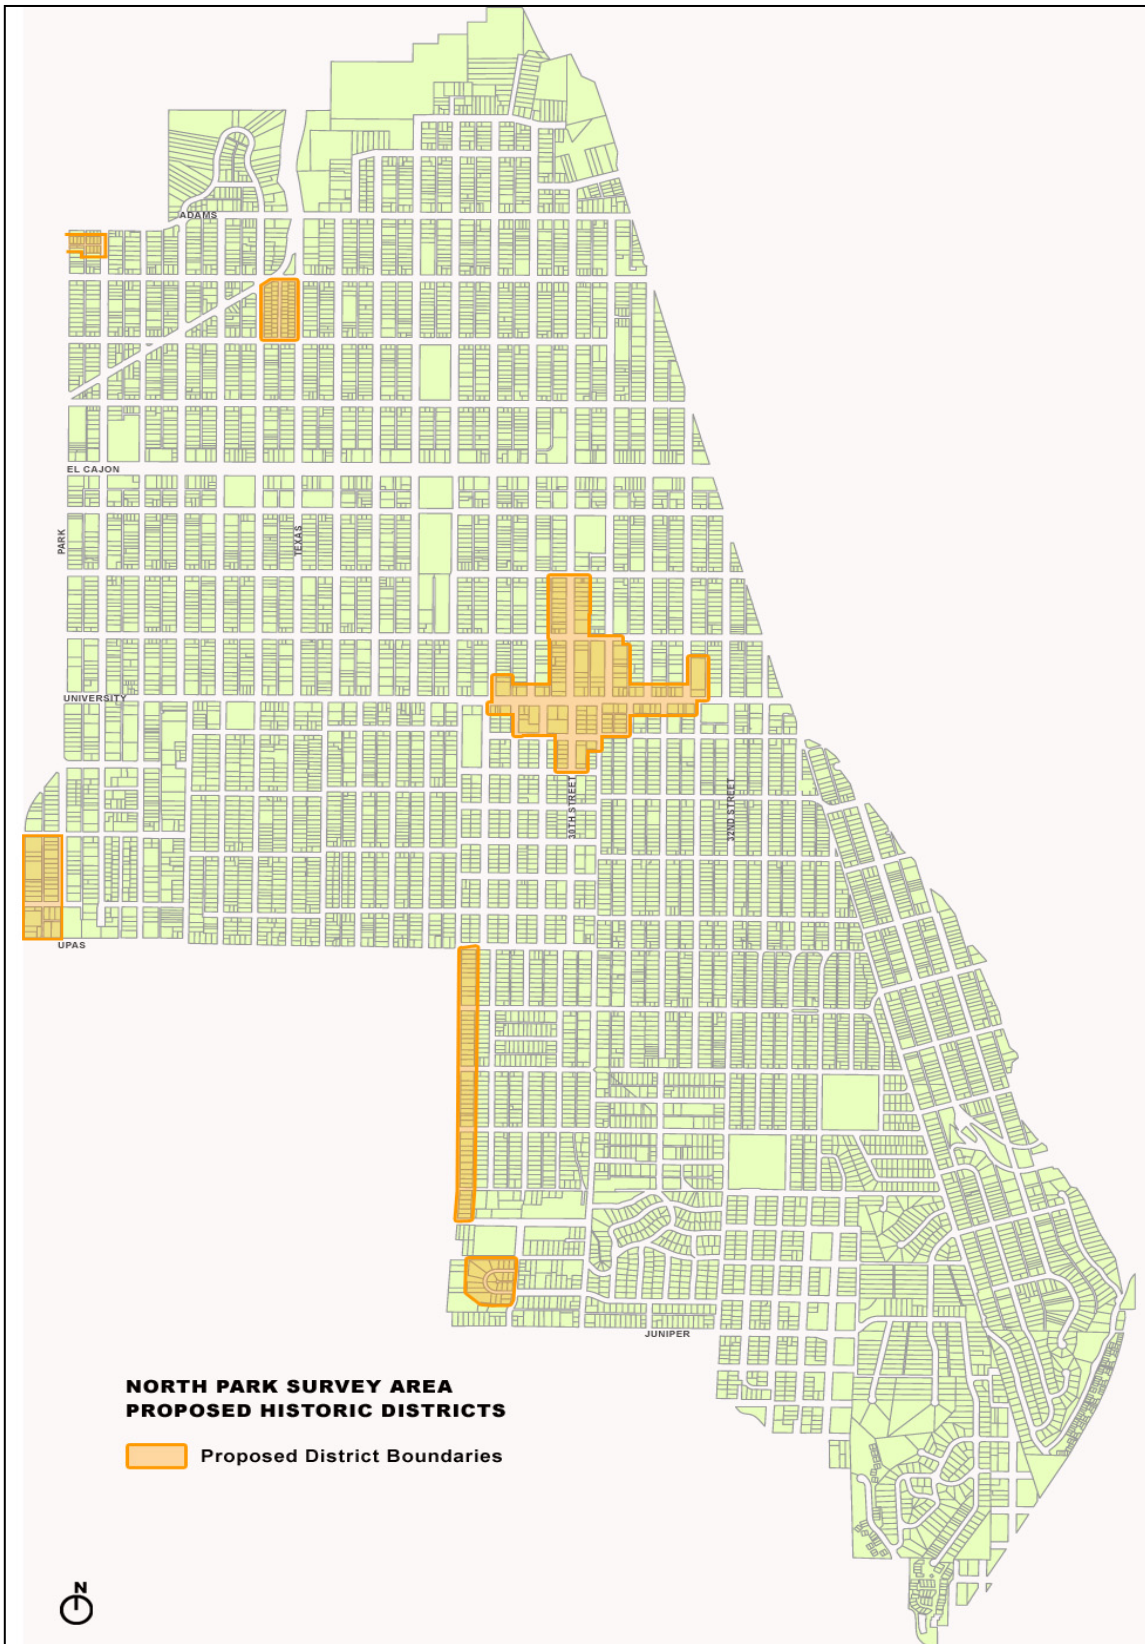 ADAMS
EL CAJON
PARK
TEXAS
UNIVERSITY
30TH STREET
32ND STREET
UPAS
JUNIPER
NORTH PARK SURVEY AREA
PROPOSED HISTORIC DISTRICTS
Proposed District Boundaries
N